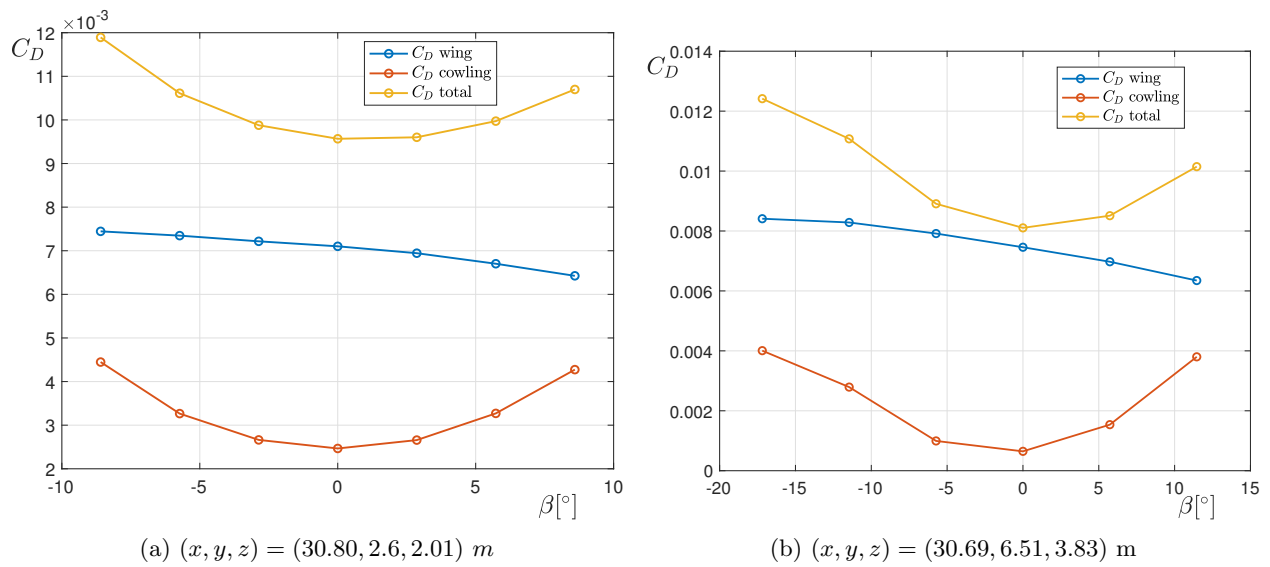 ×10⁻³
C_D
12
11
10
9
8
7
6
5
4
3
2
-10 -5 0 5 10
β[°]
C_D wing
C_D cowling
C_D total
(a) (x, y, z) = (30.80, 2.6, 2.01) m
C_D
0.014
0.012
0.01
0.008
0.006
0.004
0.002
0
-20 -15 -10 -5 0 5 10 15
β[°]
C_D wing
C_D cowling
C_D total
(b) (x, y, z) = (30.69, 6.51, 3.83) m